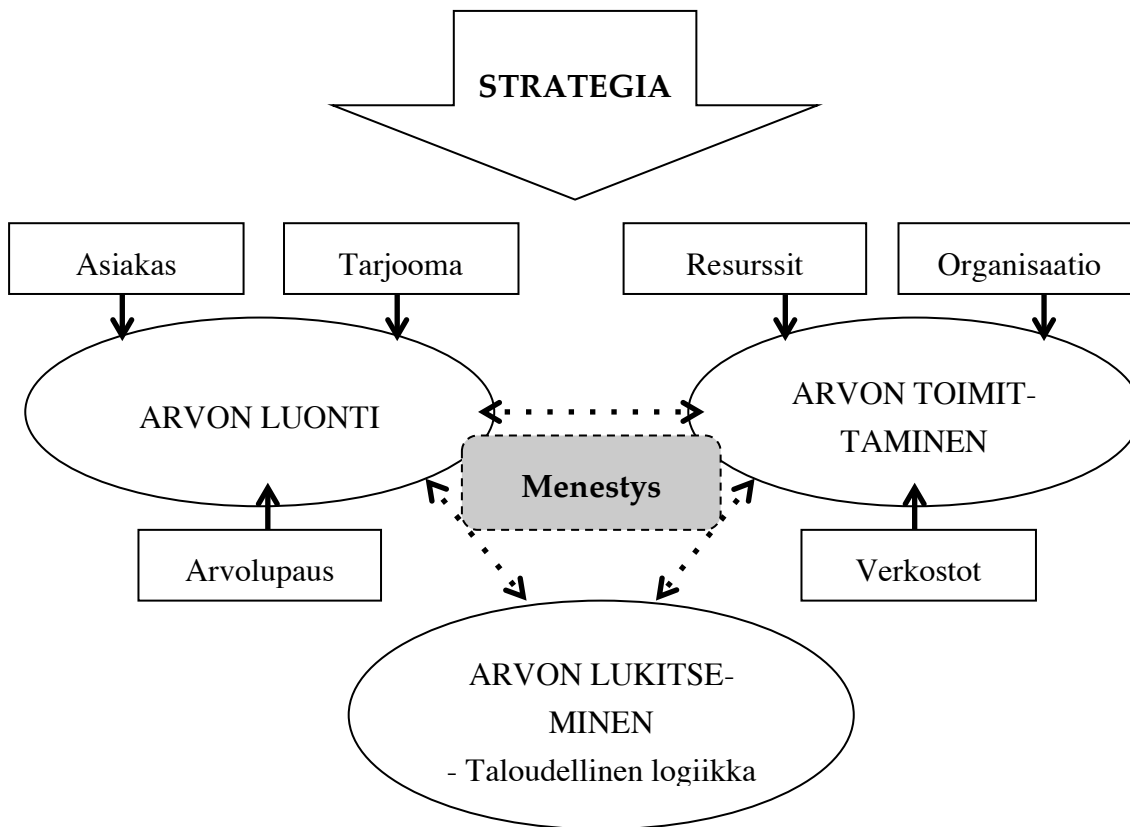 STRATEGIA
Asiakas
Tarjooma
Resurssit
Organisaatio
ARVON LUONTI
ARVON TOIMIT-
TAMINEN
Menestys
Arvolupaus
Verkostot
ARVON LUKITSE-
MINEN
- Taloudellinen logiikka